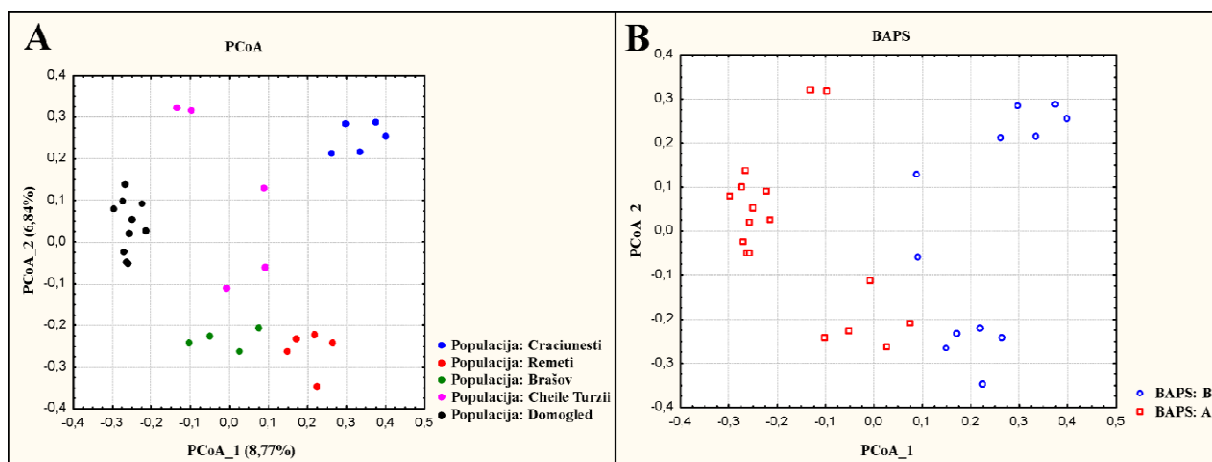 A
PCoA
0,4
0,3
0,2
0,1
0,0
-0,1
-0,2
-0,3
-0,4
-0,4 -0,3 -0,2 -0,1 0,0 0,1 0,2 0,3 0,4 0,5
PCoA_2 (6,84%)
PCoA_1 (8,77%)
Populacija: Craciunesti
Populacija: Remeti
Populacija: Brašov
Populacija: Cheile Turzii
Populacija: Domogled
B
BAPS
0,4
0,3
0,2
0,1
0,0
-0,1
-0,2
-0,3
-0,4
-0,4 -0,3 -0,2 -0,1 0,0 0,1 0,2 0,3 0,4 0,5
PCoA_2
PCoA_1
BAPS: B
BAPS: A